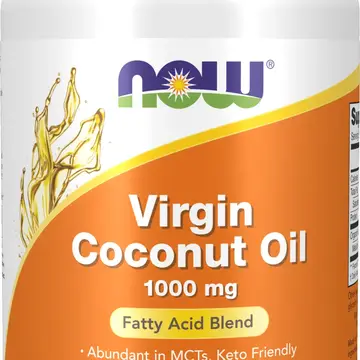 NOW
Virgin
Coconut Oil
1000 mg
Fatty Acid Blend
• Abundant in MCTs, Keto Friendly